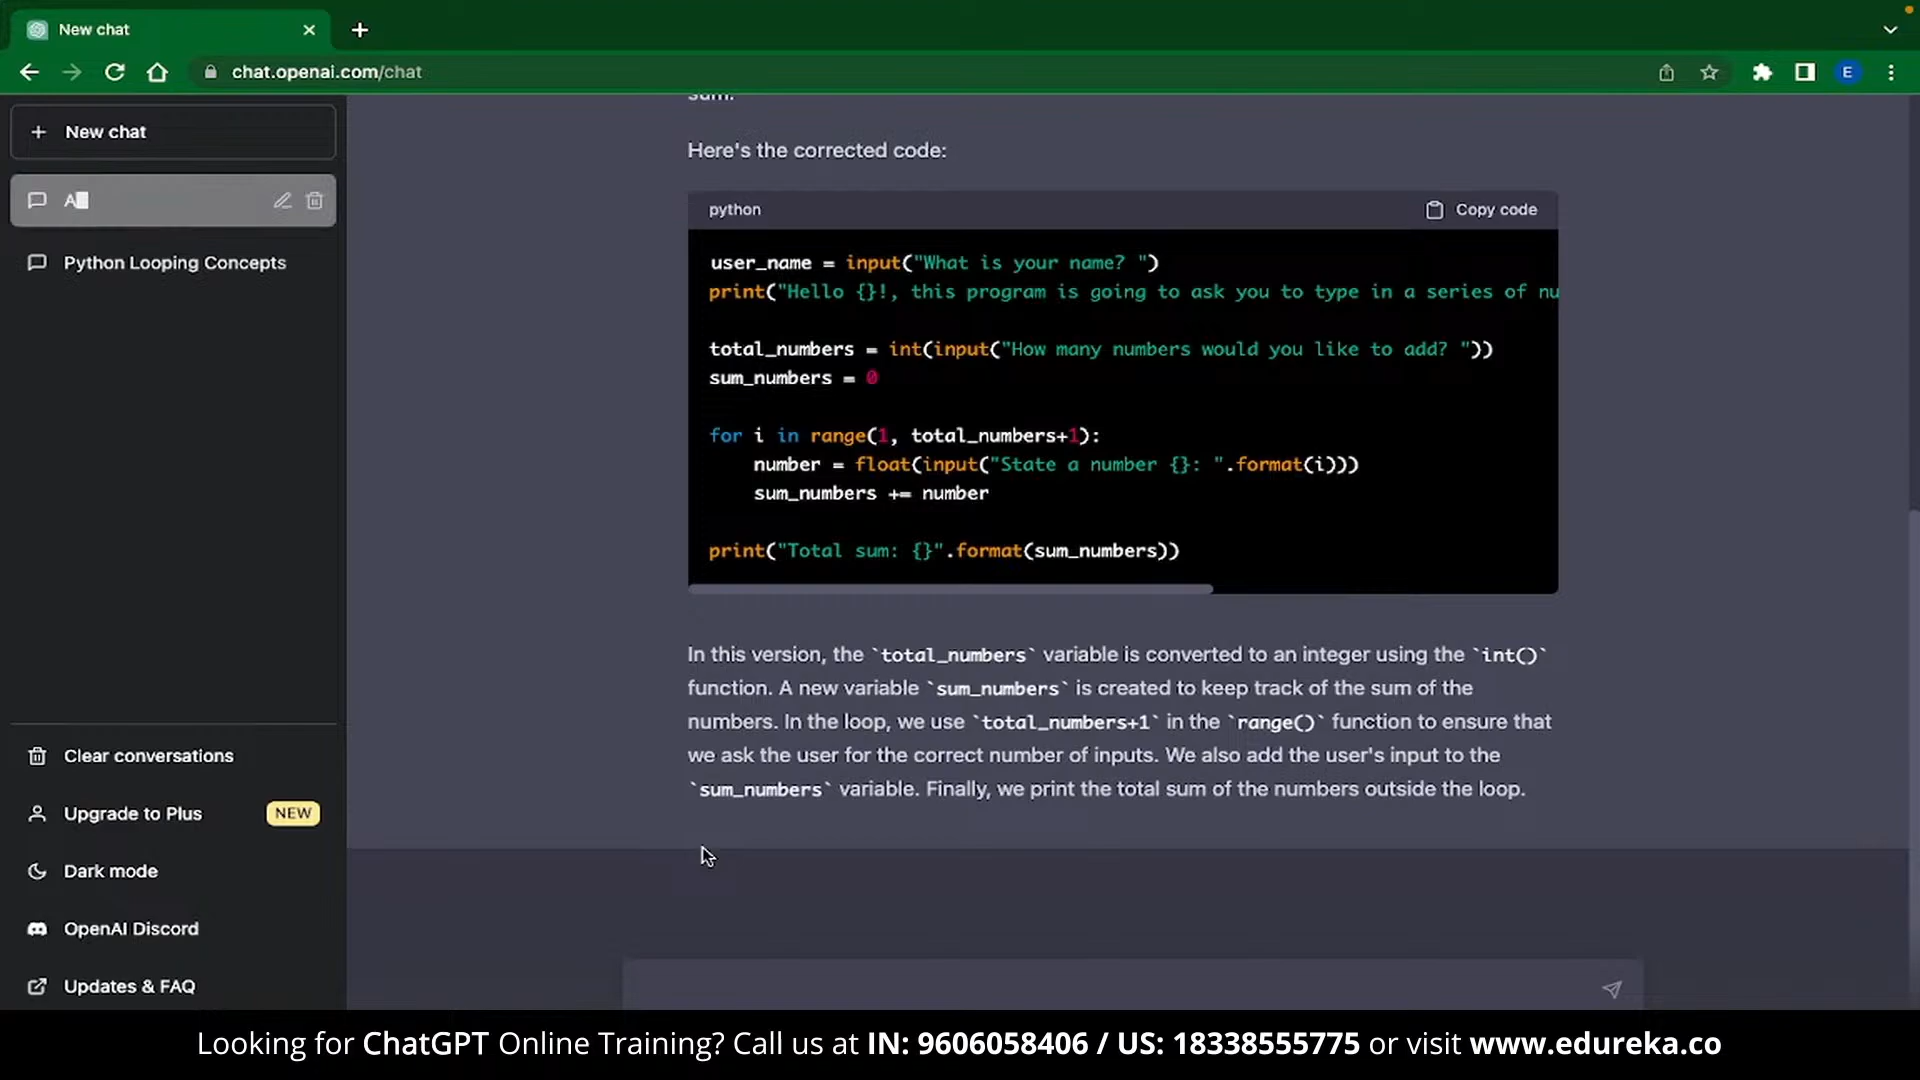 New chat
chat.openai.com/chat
E
New chat
A
Python Looping Concepts
Clear conversations
Upgrade to Plus NEW
Dark mode
OpenAI Discord
Updates & FAQ
sum.
Here's the corrected code:
python Copy code
user_name = input("What is your name? ")
print("Hello {}!, this program is going to ask you to type in a series of nu
total_numbers = int(input("How many numbers would you like to add? "))
sum_numbers = 0
for i in range(1, total_numbers+1):
    number = float(input("State a number {}: ".format(i)))
    sum_numbers += number
print("Total sum: {}".format(sum_numbers))
In this version, the `total_numbers` variable is converted to an integer using the `int()`
function. A new variable `sum_numbers` is created to keep track of the sum of the
numbers. In the loop, we use `total_numbers+1` in the `range()` function to ensure that
we ask the user for the correct number of inputs. We also add the user's input to the
`sum_numbers` variable. Finally, we print the total sum of the numbers outside the loop.
Looking for ChatGPT Online Training? Call us at IN: 9606058406 / US: 18338555775 or visit www.edureka.co